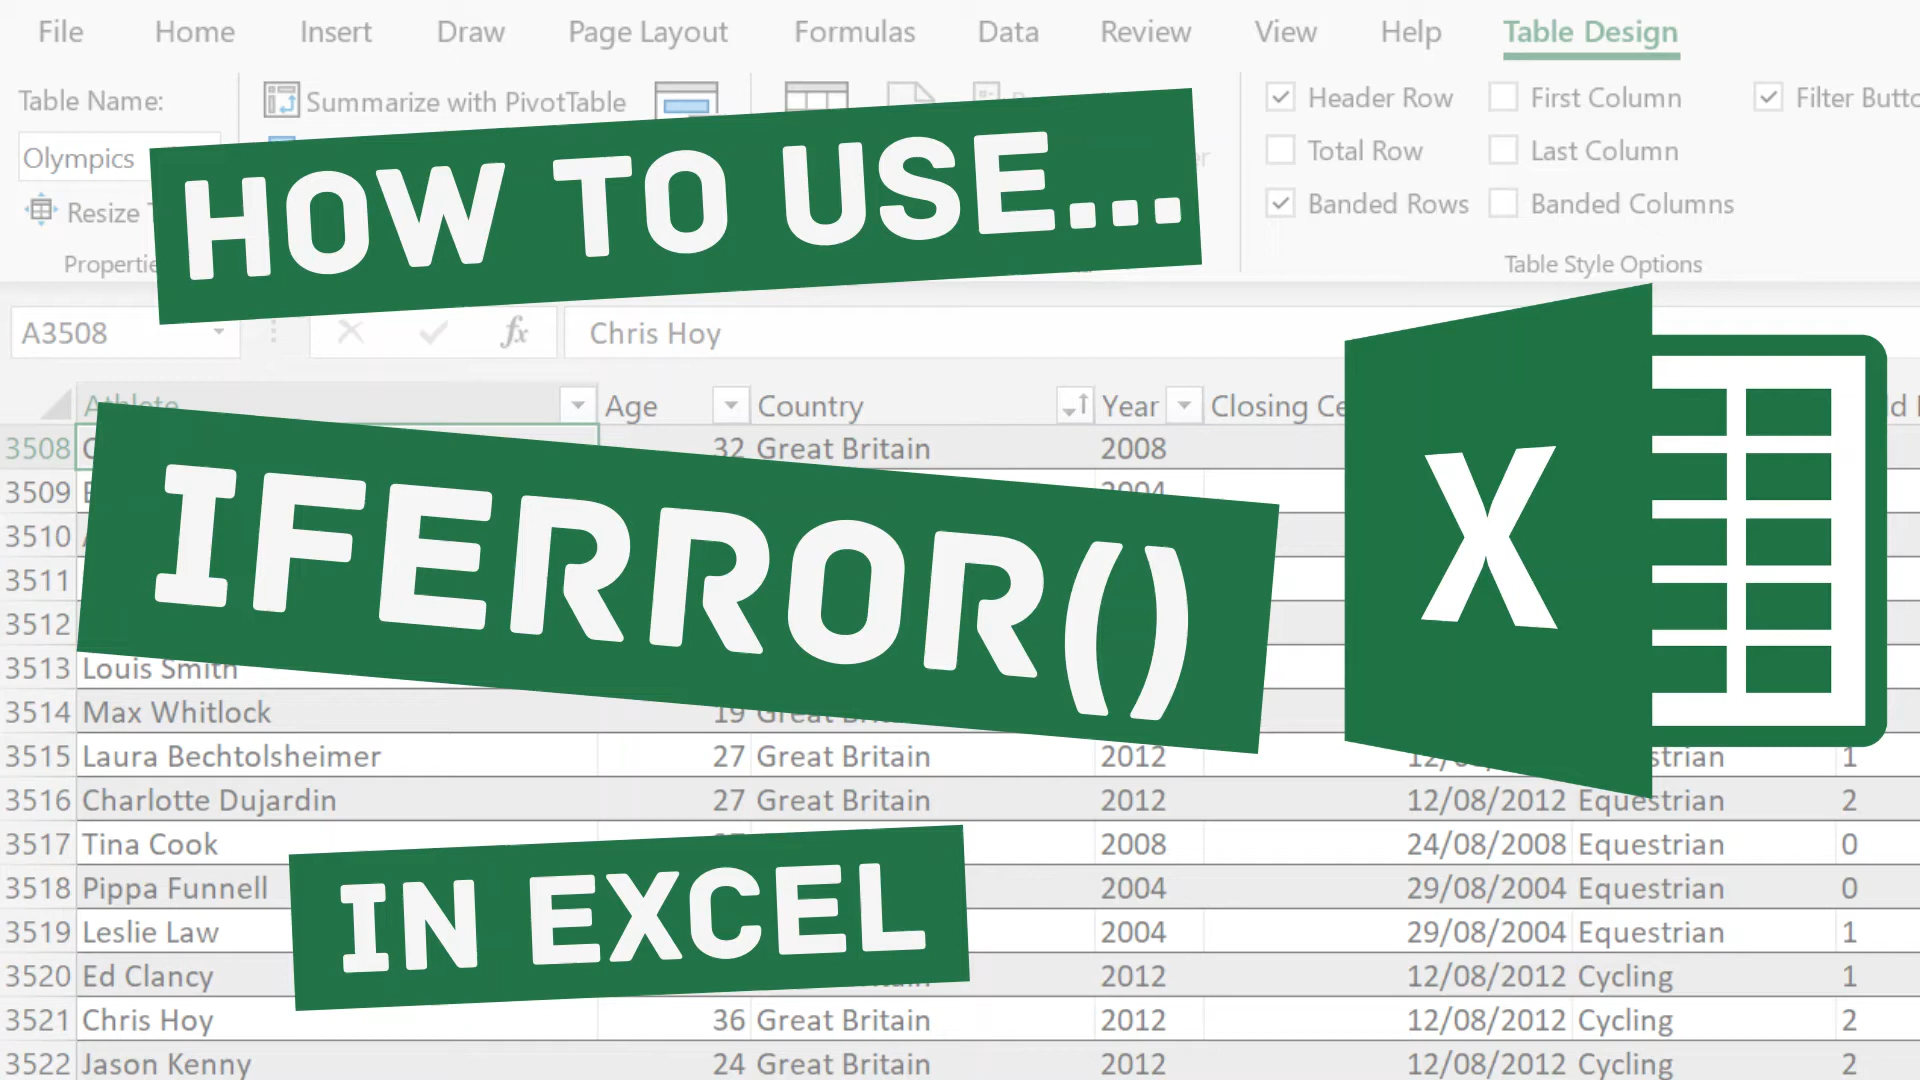 File Home Insert Draw Page Layout Formulas Data Review View Help Table Design
Table Name: Summarize with PivotTable Header Row First Column Filter
Olympics Total Row Last Column
Resize Banded Rows Banded Columns
Table Style Options
HOW TO USE...
A3508 fx Chris Hoy
Athlete Age Country Year Closing
3508 32 Great Britain 2008
3509 2004
3510
3511
3512
IFERROR()
3513 Louis Smith
3514 Max Whitlock 19
3515 Laura Bechtolsheimer 27 Great Britain 2012 1
3516 Charlotte Dujardin 27 Great Britain 2012 12/08/2012 Equestrian 2
3517 Tina Cook 2008 24/08/2008 Equestrian 0
3518 Pippa Funnell 2004 29/08/2004 Equestrian 0
3519 Leslie Law 2004 29/08/2004 Equestrian 1
IN EXCEL
3520 Ed Clancy 2012 12/08/2012 Cycling 1
3521 Chris Hoy 36 Great Britain 2012 12/08/2012 Cycling 2
3522 Jason Kenny 24 Great Britain 2012 12/08/2012 Cycling 2
X